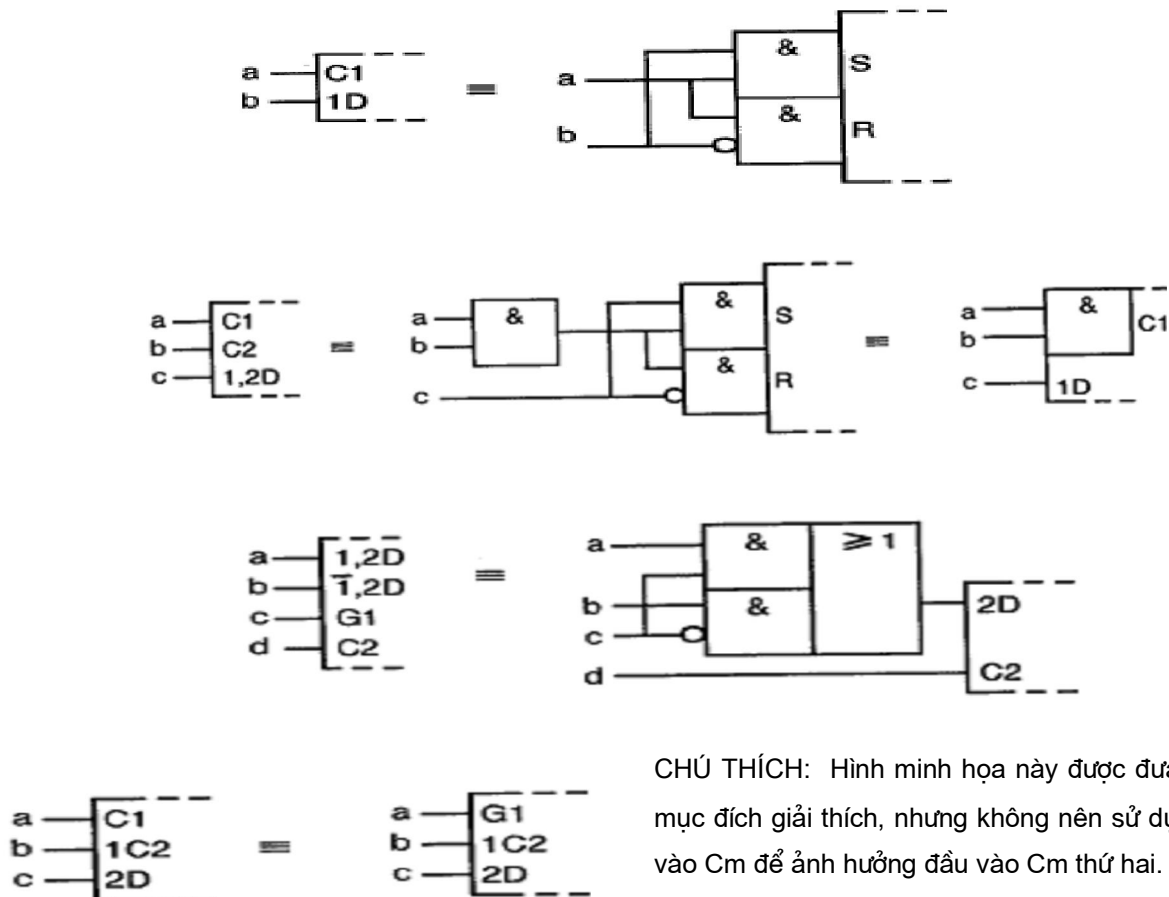 a C1
b 1D
=
a
b
&
&
S
R
a C1
b C2
c 1,2D
=
a
b
c
&
&
&
S
R
=
a
b
c
&
C1
1D
a 1,2D
b 1̅,2D
c G1
d C2
=
a
b
c
d
&
&
≥ 1
2D
C2
a C1
b 1C2
c 2D
=
a G1
b 1C2
c 2D
CHÚ THÍCH: Hình minh họa này được đưa
mục đích giải thích, nhưng không nên sử dụ
vào Cm để ảnh hưởng đầu vào Cm thứ hai.